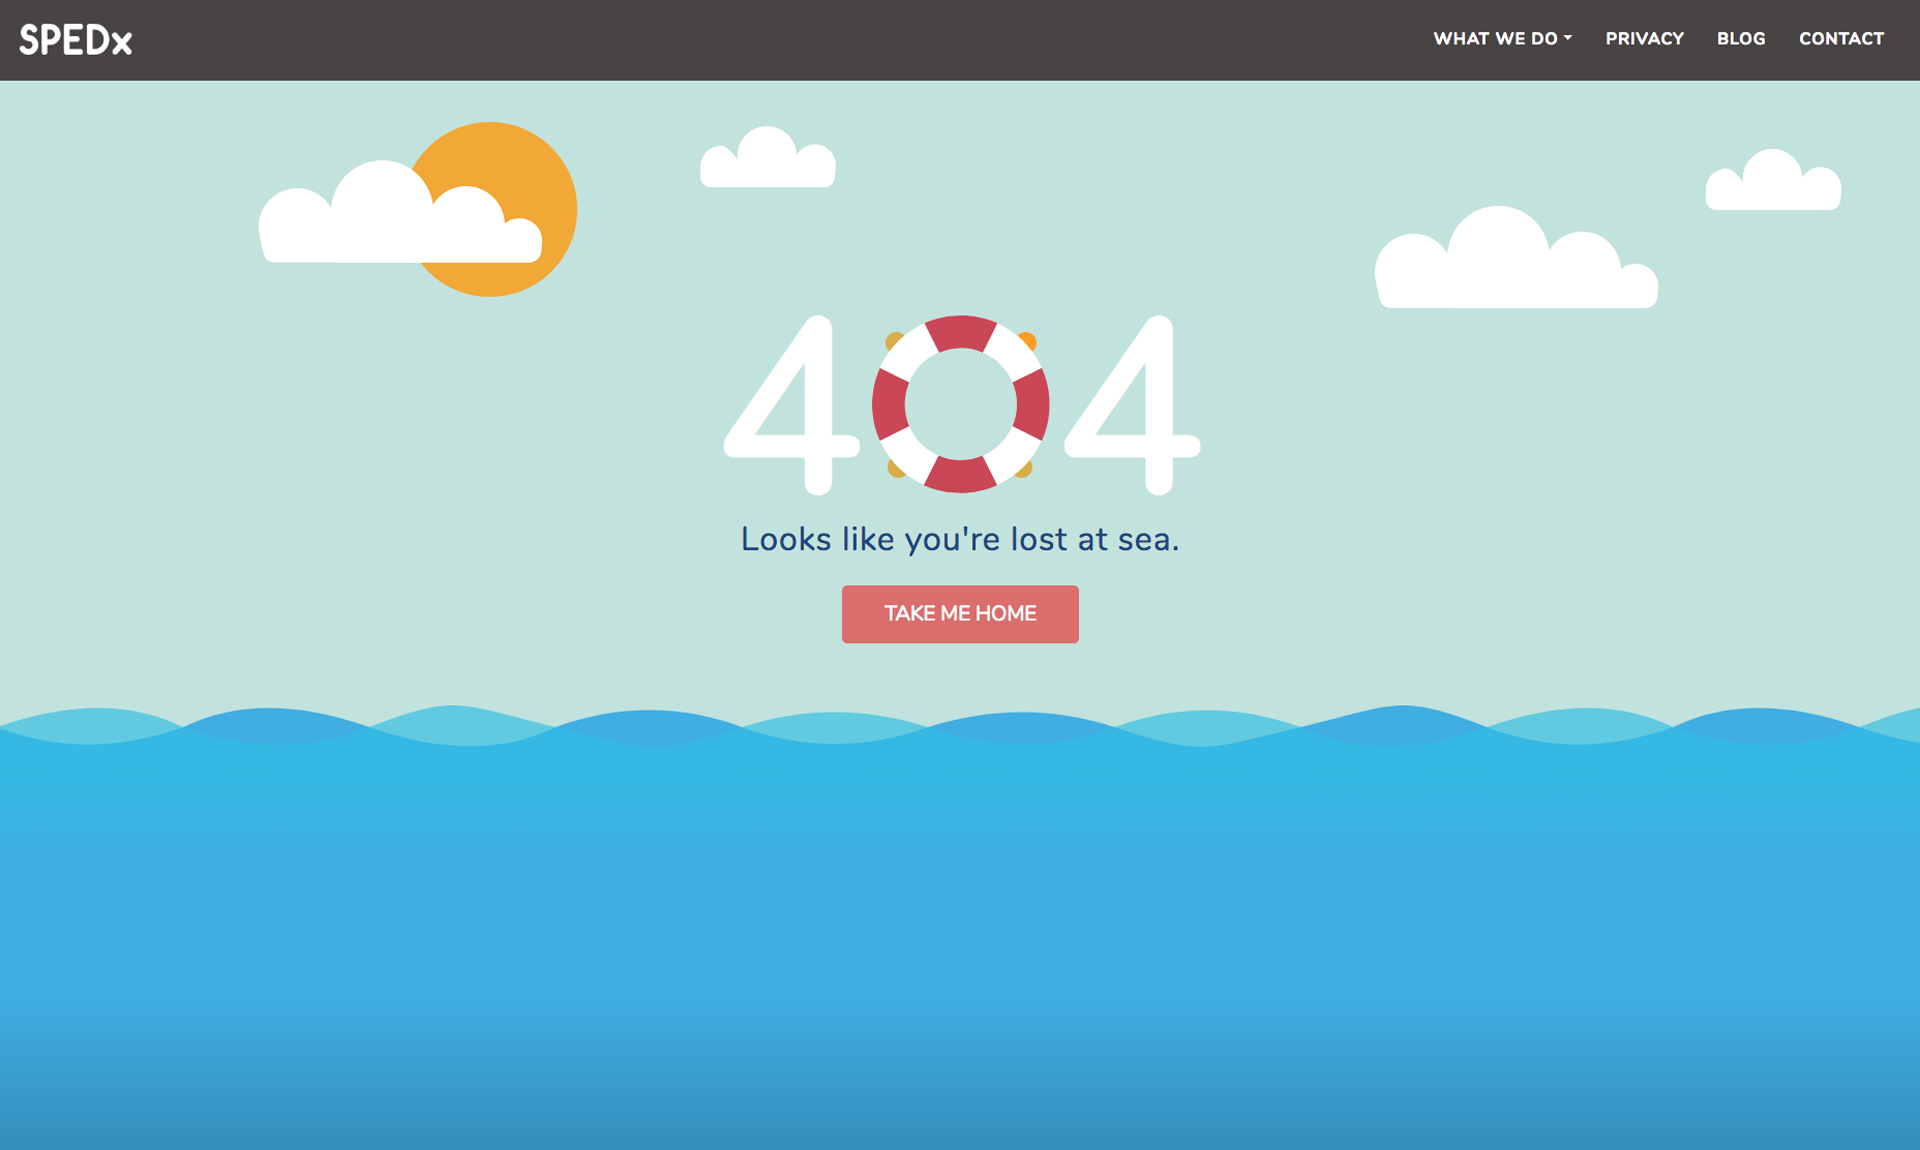 SPEDx
WHAT WE DO PRIVACY BLOG CONTACT
404
Looks like you're lost at sea.
TAKE ME HOME